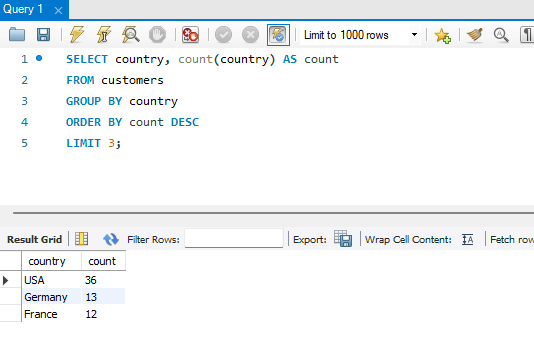 Query 1
Limit to 1000 rows
1 SELECT country, count(country) AS count
2 FROM customers
3 GROUP BY country
4 ORDER BY count DESC
5 LIMIT 3;
Result Grid Filter Rows: Export: Wrap Cell Content: Fetch row
country count
USA 36
Germany 13
France 12